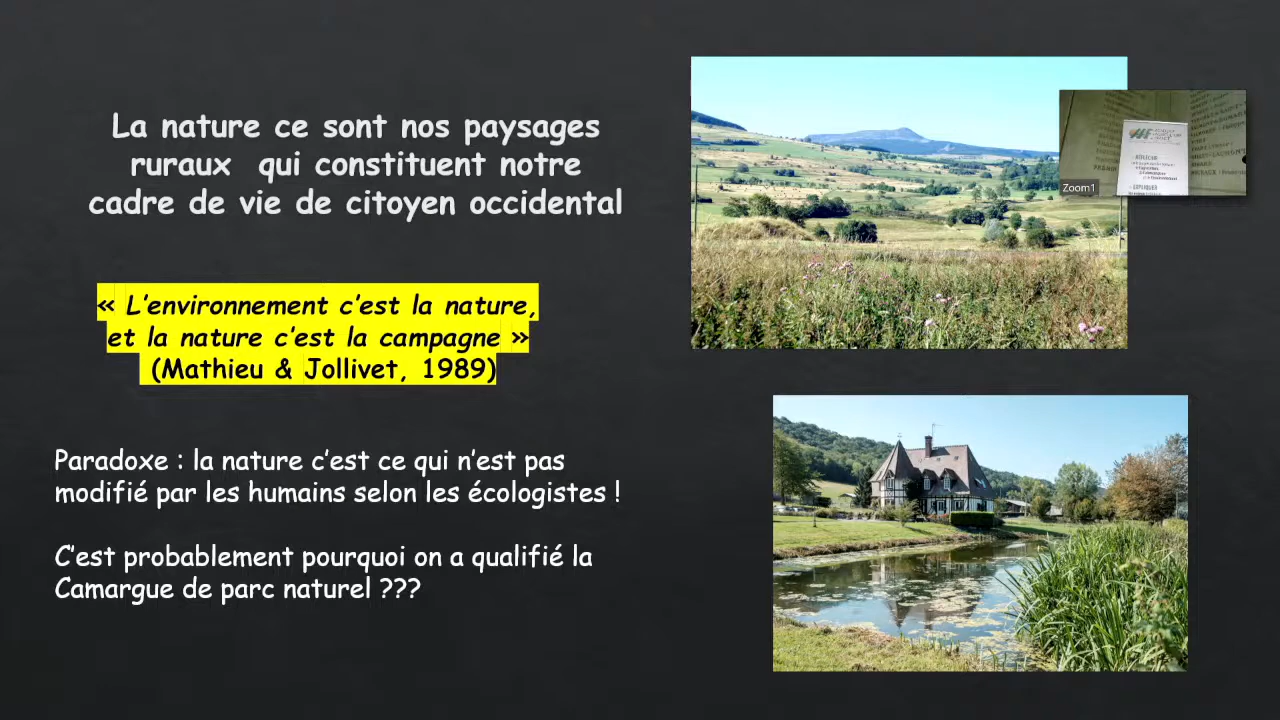 La nature ce sont nos paysages
ruraux qui constituent notre
cadre de vie de citoyen occidental
« L'environnement c'est la nature,
et la nature c'est la campagne »
(Mathieu & Jollivet, 1989)
Paradoxe : la nature c'est ce qui n'est pas
modifié par les humains selon les écologistes !
C'est probablement pourquoi on a qualifié la
Camargue de parc naturel ???
Zoom1